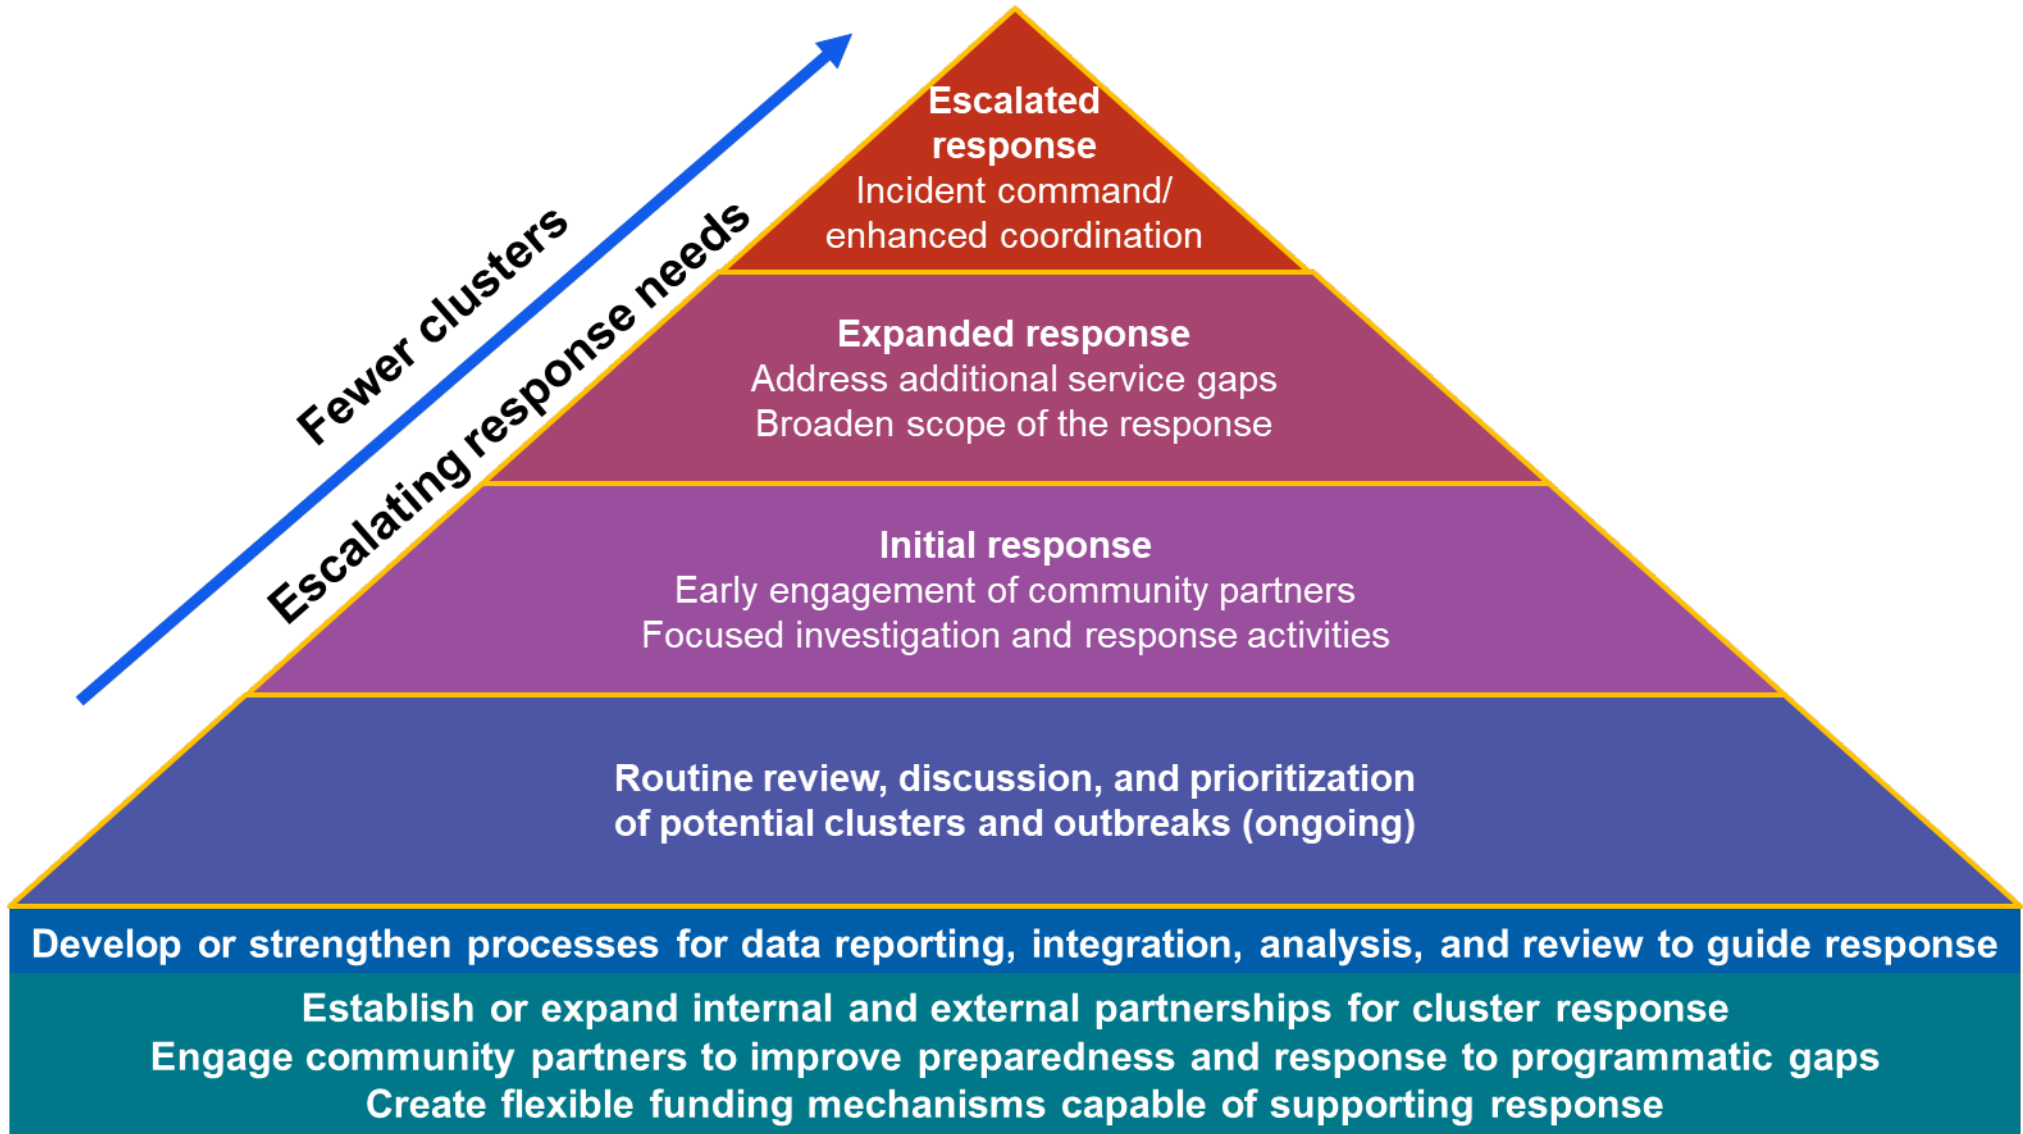 Fewer clusters
Escalating response needs
Escalated
response
Incident command/
enhanced coordination
Expanded response
Address additional service gaps
Broaden scope of the response
Initial response
Early engagement of community partners
Focused investigation and response activities
Routine review, discussion, and prioritization
of potential clusters and outbreaks (ongoing)
Develop or strengthen processes for data reporting, integration, analysis, and review to guide response
Establish or expand internal and external partnerships for cluster response
Engage community partners to improve preparedness and response to programmatic gaps
Create flexible funding mechanisms capable of supporting response